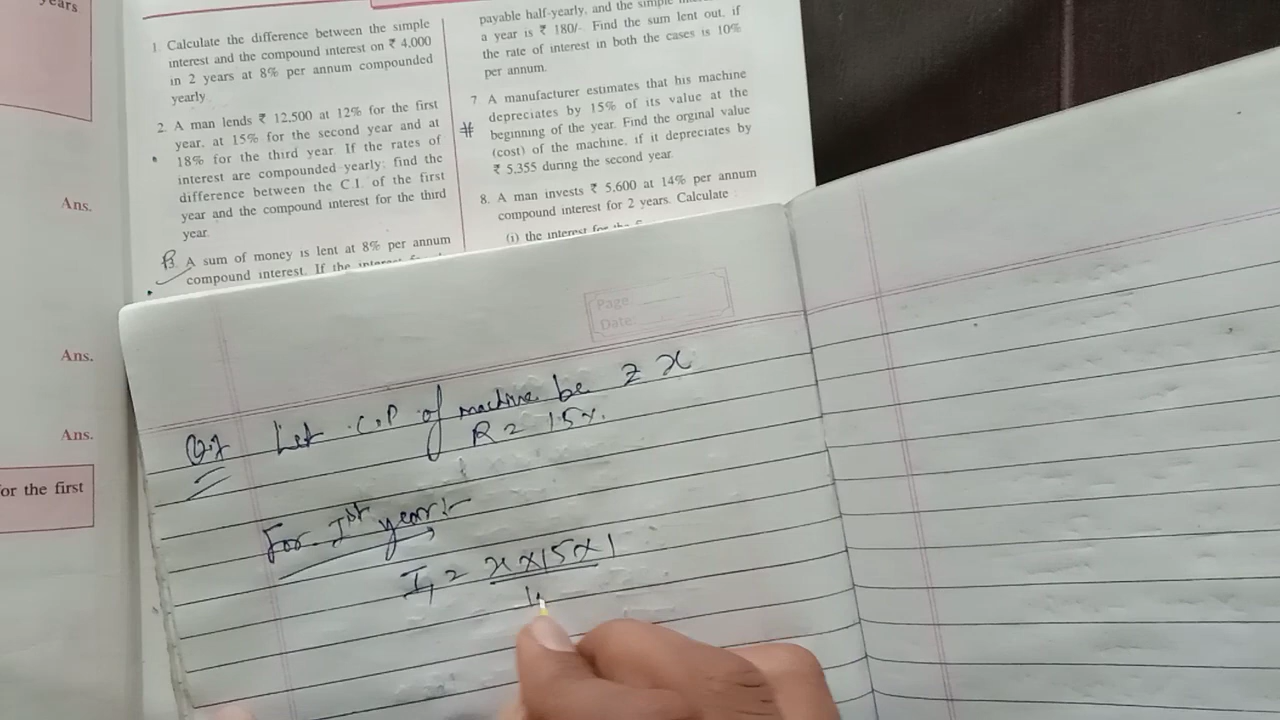 years
Ans.
Ans.
Ans.
or the first
1. Calculate the difference between the simple
interest and the compound interest on ₹ 4,000
in 2 years at 8% per annum compounded
yearly
2. A man lends ₹ 12,500 at 12% for the first
year, at 15% for the second year and at
18% for the third year. If the rates of
interest are compounded yearly; find the
difference between the C.I. of the first
year and the compound interest for the third
year.
3. A sum of money is lent at 8% per annum
compound interest. If the
payable half-yearly, and the simple
a year is ₹ 180/-. Find the sum lent out, if
the rate of interest in both the cases is 10%
per annum.
7 A manufacturer estimates that his machine
depreciates by 15% of its value at the
# beginning of the year. Find the orginal value
(cost) of the machine, if it depreciates by
₹ 5,355 during the second year.
8. A man invests ₹ 5,600 at 14% per annum
compound interest for 2 years. Calculate
(i) the interest for the
Page
Date
Q.7 Let C.P of machine be ₹ x
R = 15%.
For Ist year:-
I₁ = x×15×1